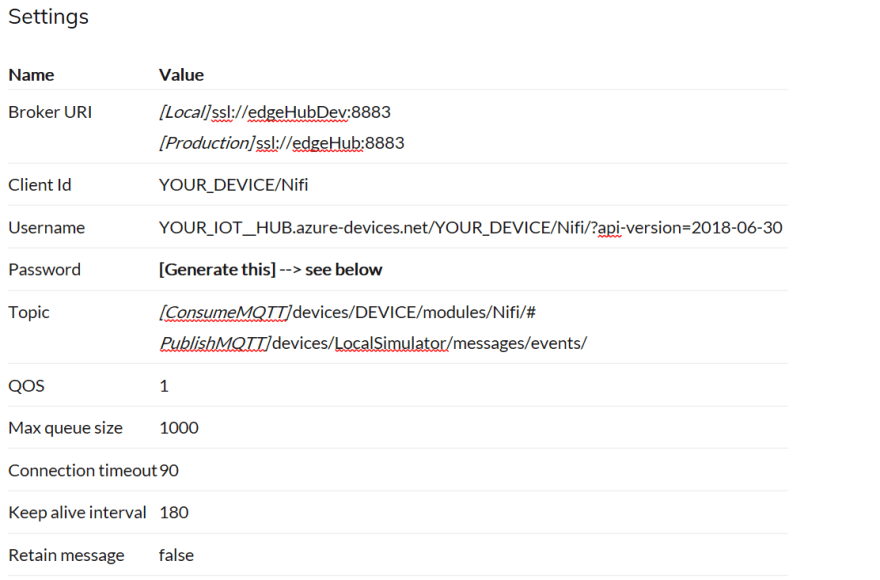 Settings
Name Value
Broker URI [Local]ssl://edgeHubDev:8883
[Production]ssl://edgeHub:8883
Client Id YOUR_DEVICE/Nifi
Username YOUR_IOT__HUB.azure-devices.net/YOUR_DEVICE/Nifi/?api-version=2018-06-30
Password [Generate this] --> see below
Topic [ConsumeMQTT]devices/DEVICE/modules/Nifi/#
PublishMQTT]devices/LocalSimulator/messages/events/
QOS 1
Max queue size 1000
Connection timeout 90
Keep alive interval 180
Retain message false